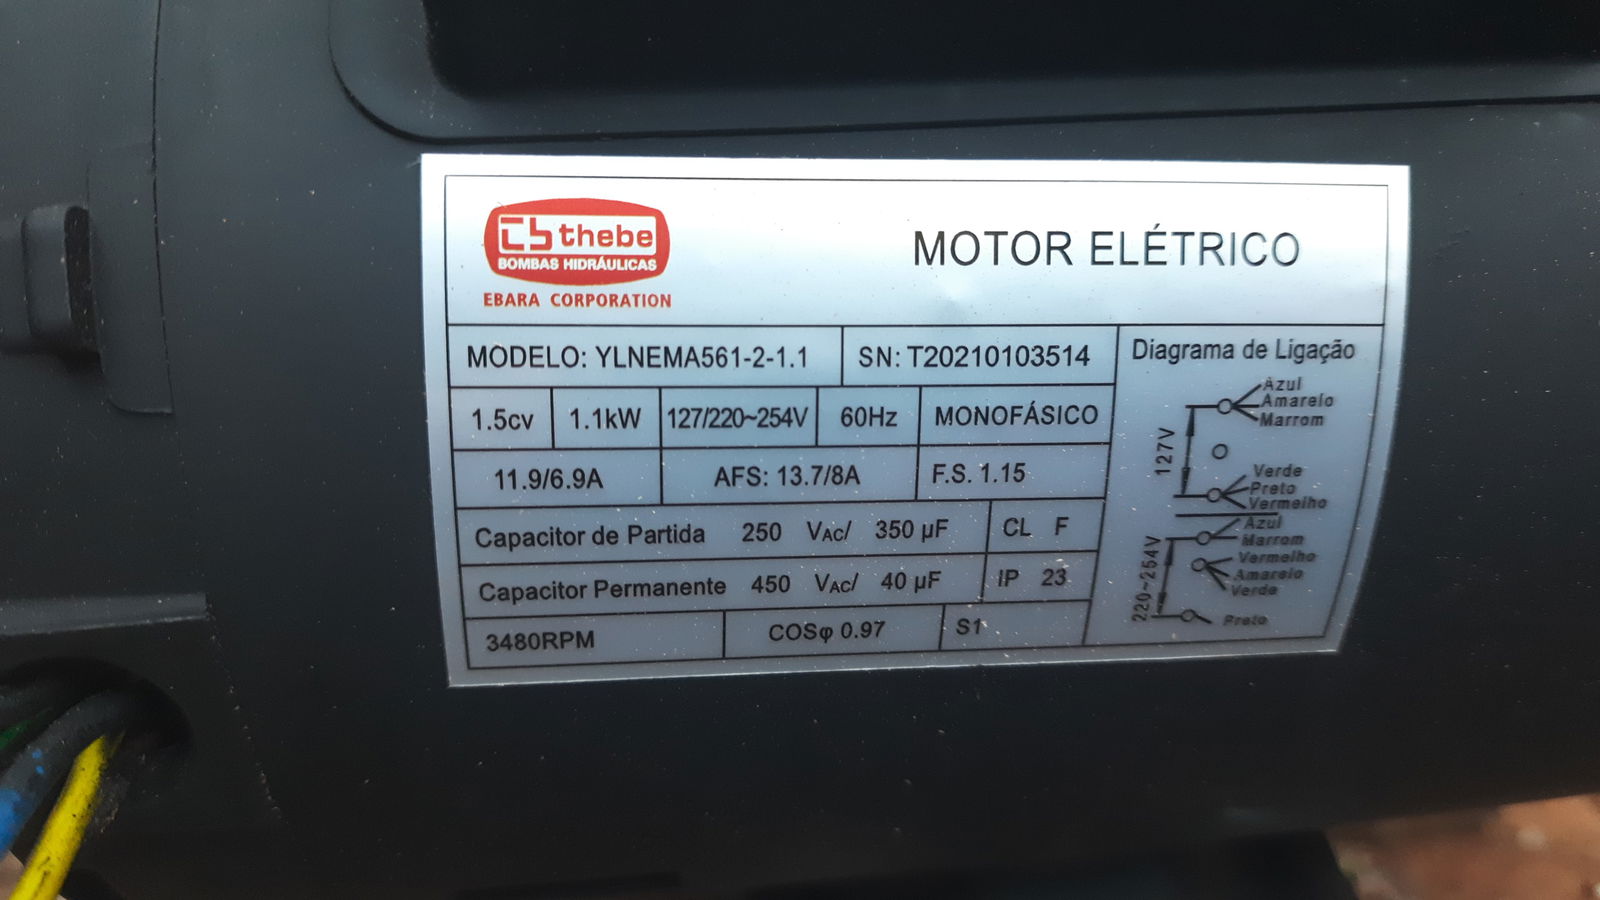 thebe
BOMBAS HIDRÁULICAS
EBARA CORPORATION
MOTOR ELÉTRICO
MODELO: YLNEMA561-2-1.1
SN: T20210103514
1.5cv
1.1kW
127/220~254V
60Hz
MONOFÁSICO
11.9/6.9A
AFS: 13.7/8A
F.S. 1.15
Capacitor de Partida 250 VAC/ 350 µF
CL F
Capacitor Permanente 450 VAC/ 40 µF
IP 23
3480RPM
COSφ 0.97
S1
Diagrama de Ligação
127V
Azul
Amarelo
Marrom
Verde
Preto
Vermelho
220~254V
Azul
Marrom
Vermelho
Amarelo
Verde
Preto